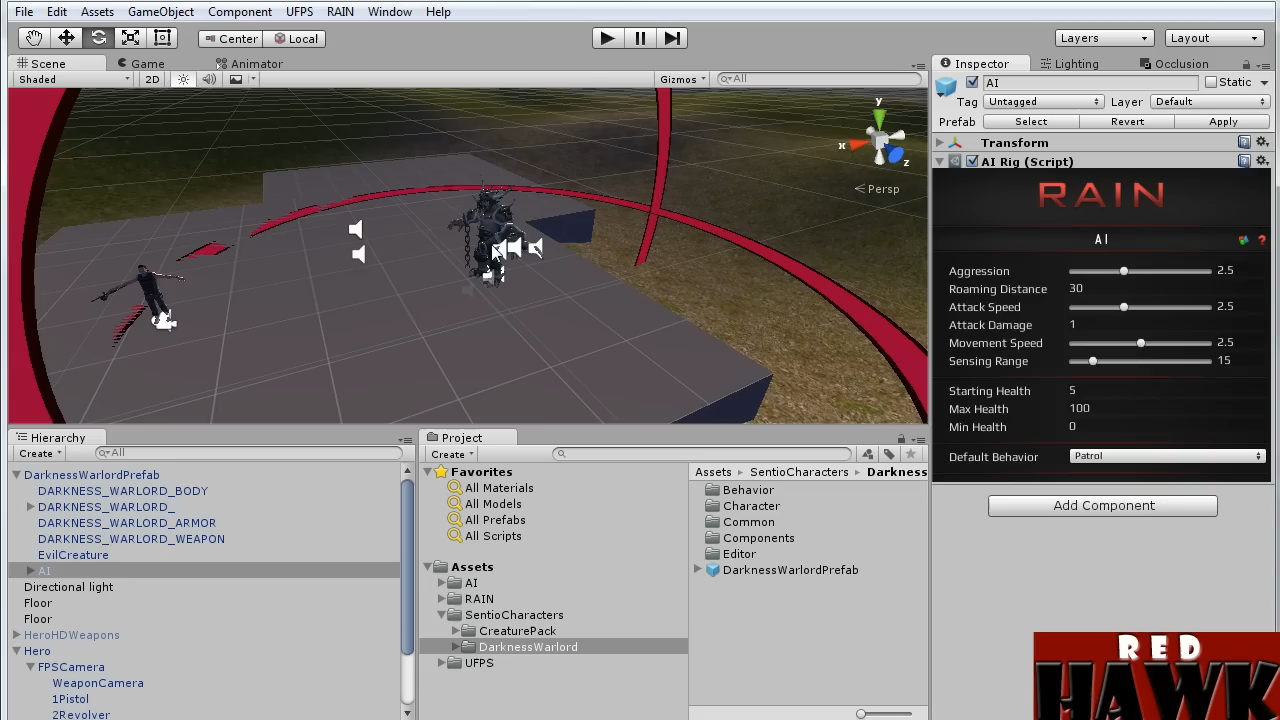 File Edit Assets GameObject Component UFPS RAIN Window Help
Center Local Layers Layout
Scene Game Animator
Shaded 2D Gizmos All
y
x
z
Persp
Inspector Lighting Occlusion
AI Static
Tag Untagged Layer Default
Prefab Select Revert Apply
Transform
AI Rig (Script)
RAIN
AI
Aggression 2.5
Roaming Distance 30
Attack Speed 2.5
Attack Damage 1
Movement Speed 2.5
Sensing Range 15
Starting Health 5
Max Health 100
Min Health 0
Default Behavior Patrol
Add Component
Hierarchy
Create All
DarknessWarlordPrefab
DARKNESS_WARLORD_BODY
DARKNESS_WARLORD_
DARKNESS_WARLORD_ARMOR
DARKNESS_WARLORD_WEAPON
EvilCreature
AI
Directional light
Floor
Floor
HeroHDWeapons
Hero
FPSCamera
WeaponCamera
1Pistol
2Revolver
Project
Create
Favorites
All Materials
All Models
All Prefabs
All Scripts
Assets
AI
RAIN
SentioCharacters
CreaturePack
DarknessWarlord
UFPS
Assets > SentioCharacters > Darkness
Behavior
Character
Common
Components
Editor
DarknessWarlordPrefab
RED
HAWK